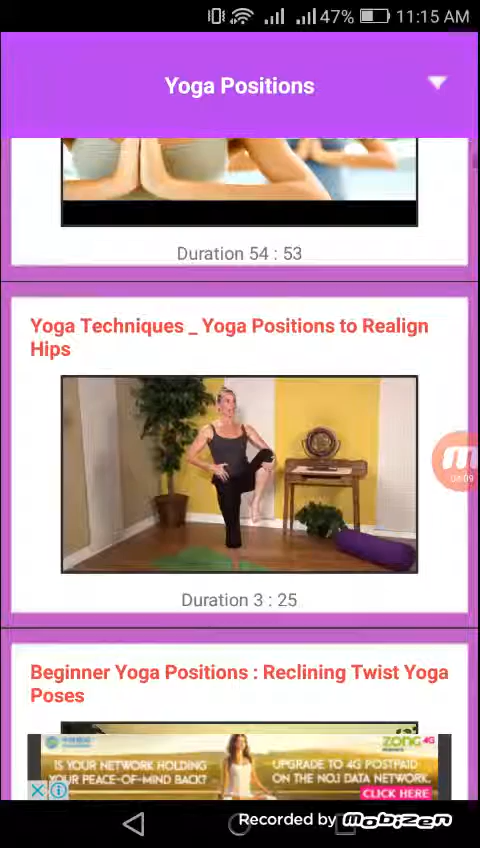 47% 11:15 AM
Yoga Positions
Duration 54 : 53
Yoga Techniques _ Yoga Positions to Realign
Hips
04:09
Duration 3 : 25
Beginner Yoga Positions : Reclining Twist Yoga
Poses
zong 4G
IS YOUR NETWORK HOLDING
YOUR PEACE-OF-MIND BACK?
UPGRADE TO 4G POSTPAID
ON THE NO.1 DATA NETWORK.
CLICK HERE
Recorded by Mobizen